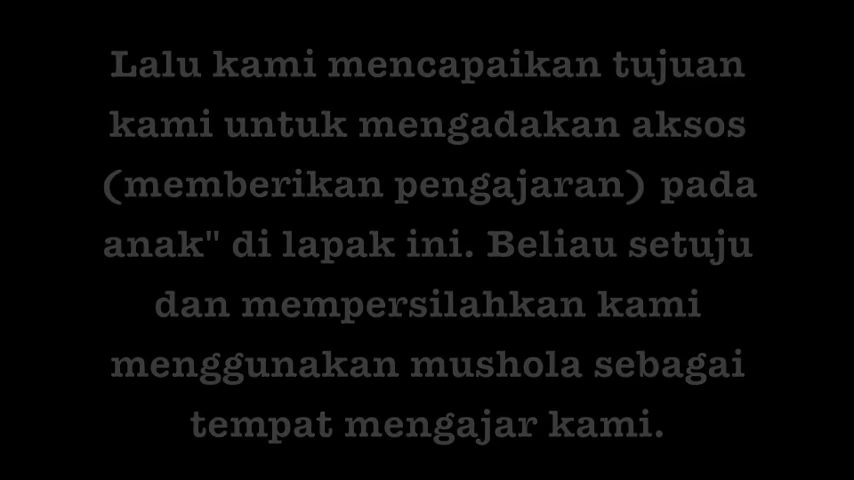 Lalu kami mencapaikan tujuan
kami untuk mengadakan aksos
(memberikan pengajaran) pada
anak" di lapak ini. Beliau setuju
dan mempersilahkan kami
menggunakan mushola sebagai
tempat mengajar kami.